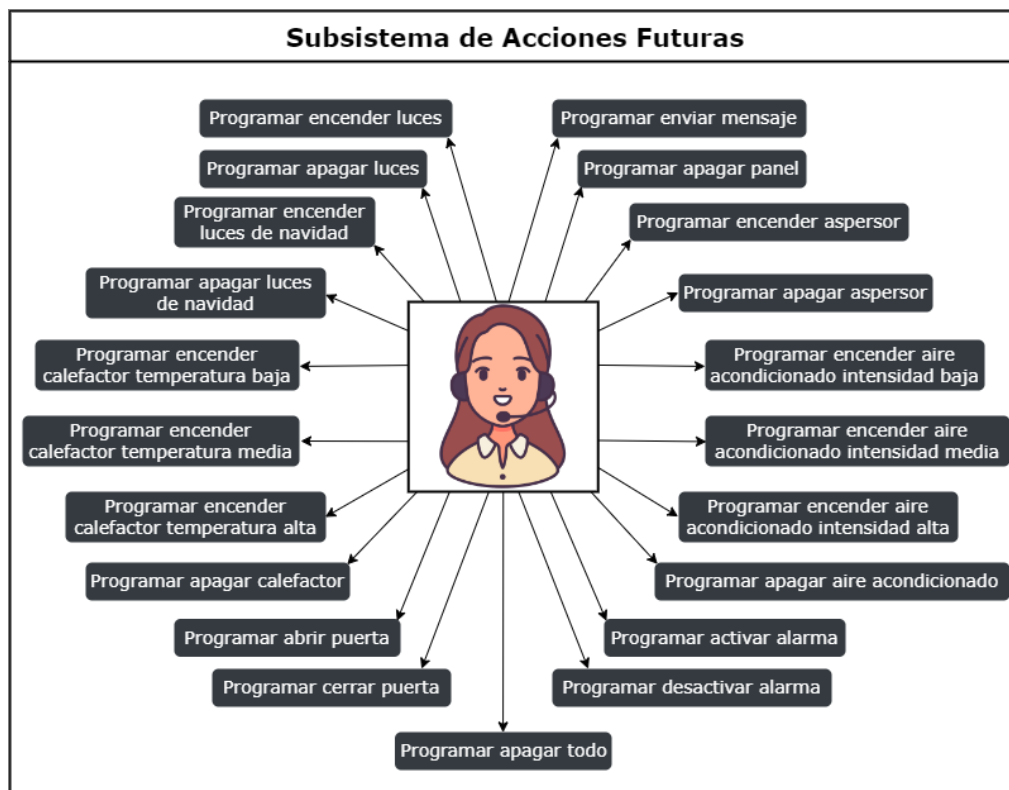 Subsistema de Acciones Futuras
Programar encender luces
Programar enviar mensaje
Programar apagar luces
Programar apagar panel
Programar encender
luces de navidad
Programar encender aspersor
Programar apagar luces
de navidad
Programar apagar aspersor
Programar encender
calefactor temperatura baja
Programar encender aire
acondicionado intensidad baja
Programar encender
calefactor temperatura media
Programar encender aire
acondicionado intensidad media
Programar encender
calefactor temperatura alta
Programar encender aire
acondicionado intensidad alta
Programar apagar calefactor
Programar apagar aire acondicionado
Programar abrir puerta
Programar activar alarma
Programar cerrar puerta
Programar desactivar alarma
Programar apagar todo